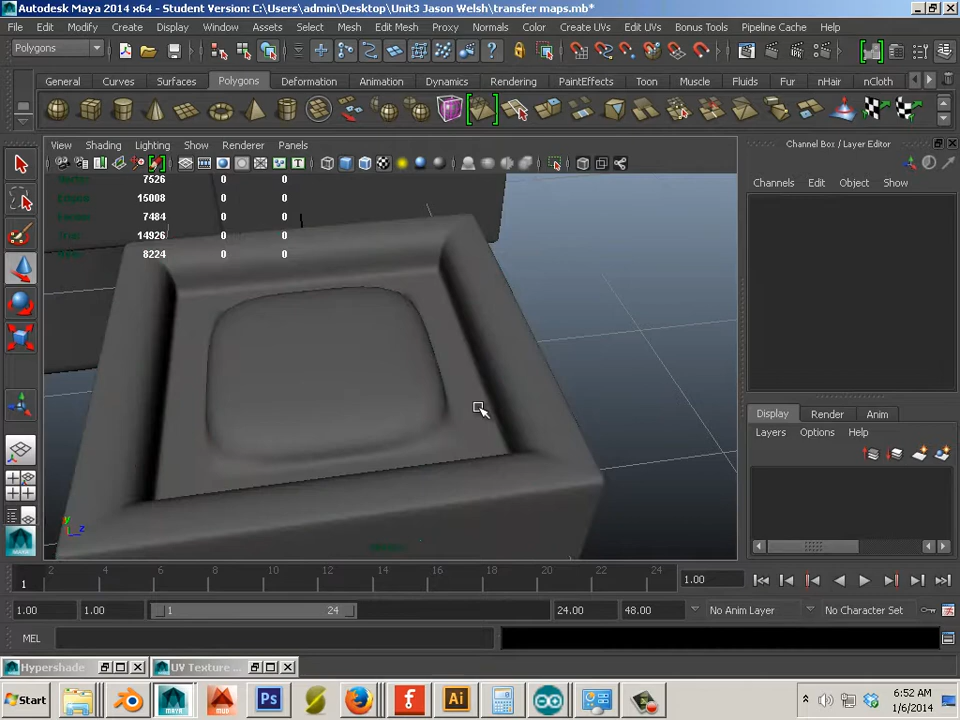 Autodesk Maya 2014 x64 - Student Version: C:\Users\admin\Desktop\Unit3 Jason Welsh\transfer maps.mb*
File Edit Modify Create Display Window Assets Select Mesh Edit Mesh Proxy Normals Color Create UVs Edit UVs Bonus Tools Pipeline Cache Help
Polygons
General Curves Surfaces Polygons Deformation Animation Dynamics Rendering PaintEffects Toon Muscle Fluids Fur nHair nCloth
View Shading Lighting Show Renderer Panels
Channel Box / Layer Editor
Channels Edit Object Show
7526 0 0
15008 0 0
7484 0 0
14926 0 0
8224 0 0
y
z
Display Render Anim
Layers Options Help
2 4 6 8 10 12 14 16 18 20 22 24
1
1.00
1.00 1.00 1 24 24.00 48.00 No Anim Layer No Character Set
MEL
Hypershade UV Texture ...
Start MAYA MUD Ps f Ai
6:52 AM
1/6/2014